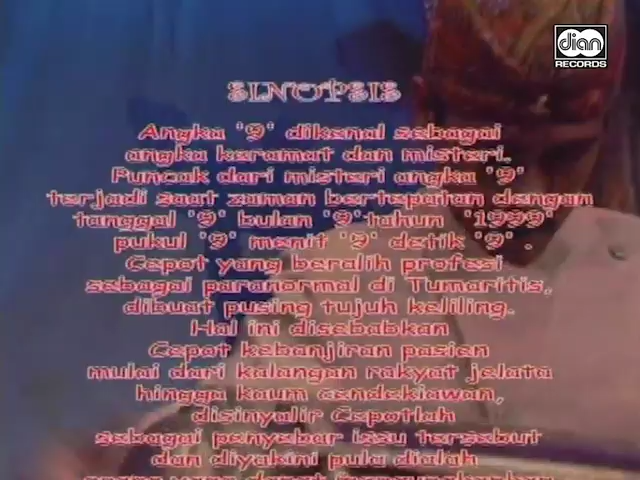 dian
RECORDS
SINOPSIS
Angka '9' dikenal sebagai
angka keramat dan misteri.
Puncak dari misteri angka '9'
terjadi saat zaman bertepatan dengan
tanggal '9' bulan '9' tahun '1999'
pukul '9' menit '9' detik '9' .
Cepot yang beralih profesi
sebagai paranormal di Tumaritis,
dibuat pusing tujuh keliling.
Hal ini disebabkan
Cepot kebanjiran pasien
mulai dari kalangan rakyat jelata
hingga kaum cendekiawan,
disinyalir Cepotlah
sebagai penyebar issu tersebut
dan diyakini pula dialah